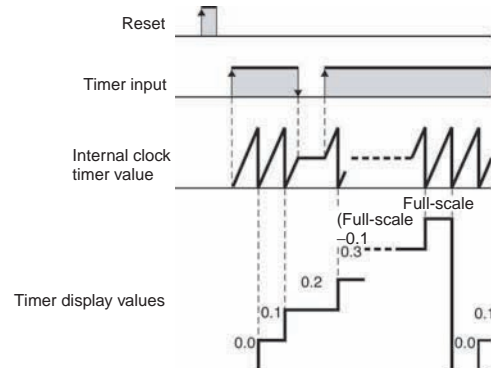 Reset
Timer input
Internal clock
timer value
Full-scale
(Full-scale
–0.1
0.3
0.2
Timer display values
0.1
0.1
0.0
0.0